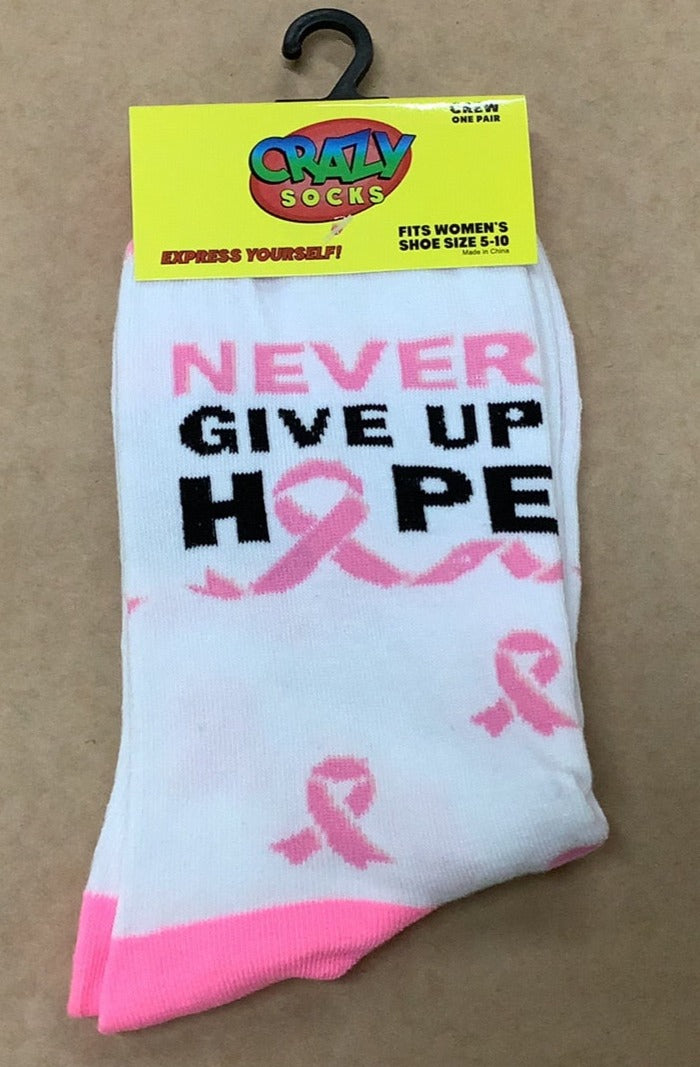 CREW
ONE PAIR
CRAZY
SOCKS
EXPRESS YOURSELF!
FITS WOMEN'S
SHOE SIZE 5-10
Made in China
NEVER
GIVE UP
HOPE